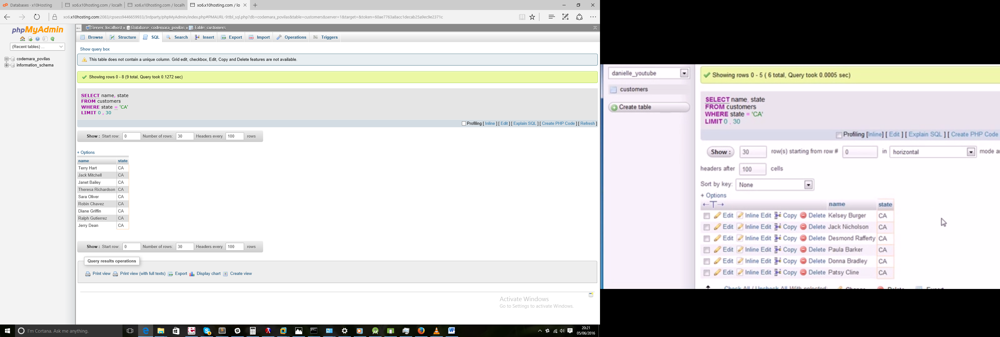 Databases - x10Hosting
xo6.x10hosting.com / localh
xo6.x10hosting.com / localh
xo6.x10hosting.com / lo
xo6.x10hosting.com:2083/cpsess9446659933/3rdparty/phpMyAdmin/index.php#PMAURL-9:tbl_sql.php?db=codemara_povilas&table=customers&server=1&target=&token=60ae7763a8acc1decab25a9ec9e2371c
phpMyAdmin
(Recent tables) ...
codemara_povilas
information_schema
Server: localhost » Database: codemara_povilas » Table: customers
Browse Structure SQL Search Insert Export Import Operations Triggers
Show query box
This table does not contain a unique column. Grid edit, checkbox, Edit, Copy and Delete features are not available.
Showing rows 0 - 8 (9 total, Query took 0.1272 sec)
SELECT name, state
FROM customers
WHERE state = 'CA'
LIMIT 0 , 30
Profiling [ Inline ] [ Edit ] [ Explain SQL ] [ Create PHP Code ] [ Refresh ]
Show : Start row: 0 Number of rows: 30 Headers every 100 rows
+ Options
name state
Terry Hart CA
Jack Mitchell CA
Janet Bailey CA
Theresa Richardson CA
Sara Oliver CA
Robin Chavez CA
Diane Griffin CA
Ralph Gutierrez CA
Jerry Dean CA
Show : Start row: 0 Number of rows: 30 Headers every 100 rows
Query results operations
Print view Print view (with full texts) Export Display chart Create view
Activate Windows
Go to Settings to activate Windows.
I'm Cortana. Ask me anything.
20:21
05/06/2016
danielle_youtube
customers
Create table
Showing rows 0 - 5 ( 6 total, Query took 0.0005 sec)
SELECT name, state
FROM customers
WHERE state = 'CA'
LIMIT 0 , 30
Profiling [Inline] [ Edit ] [ Explain SQL ] [ Create PHP Code
Show : 30 row(s) starting from row # 0 in horizontal mode
headers after 100 cells
Sort by key: None
+ Options
←T→ name state
Edit Inline Edit Copy Delete Kelsey Burger CA
Edit Inline Edit Copy Delete Jack Nicholson CA
Edit Inline Edit Copy Delete Desmond Rafferty CA
Edit Inline Edit Copy Delete Paula Barker CA
Edit Inline Edit Copy Delete Donna Bradley CA
Edit Inline Edit Copy Delete Patsy Cline CA
Check All / Uncheck All With selected: Change Delete Export